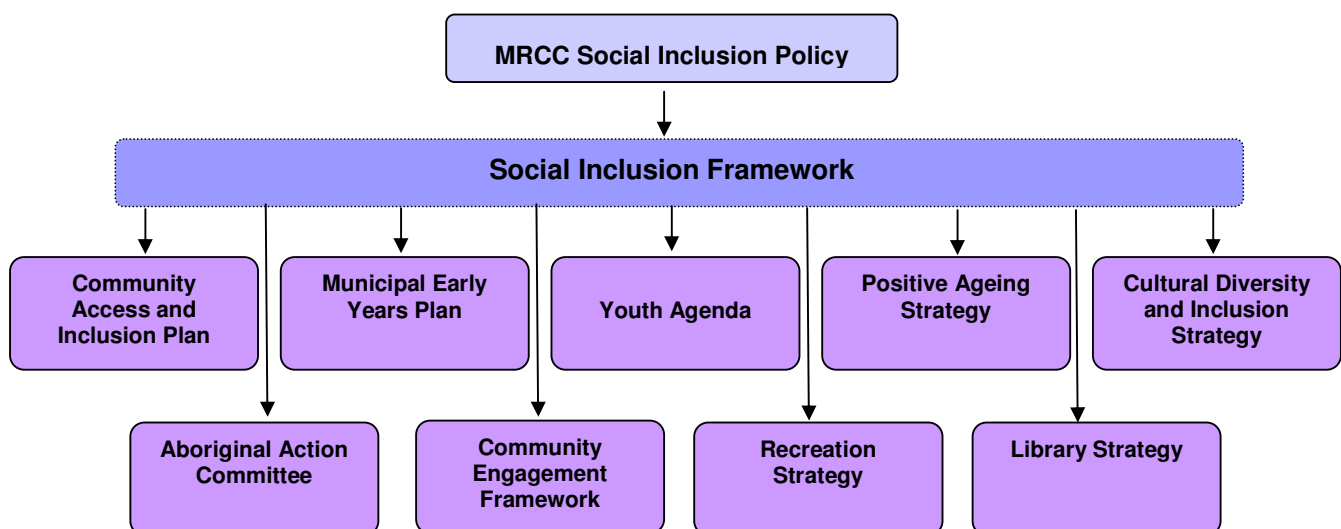 MRCC Social Inclusion Policy
Social Inclusion Framework
Community
Access and
Inclusion Plan
Municipal Early
Years Plan
Youth Agenda
Positive Ageing
Strategy
Cultural Diversity
and Inclusion
Strategy
Aboriginal Action
Committee
Community
Engagement
Framework
Recreation
Strategy
Library Strategy